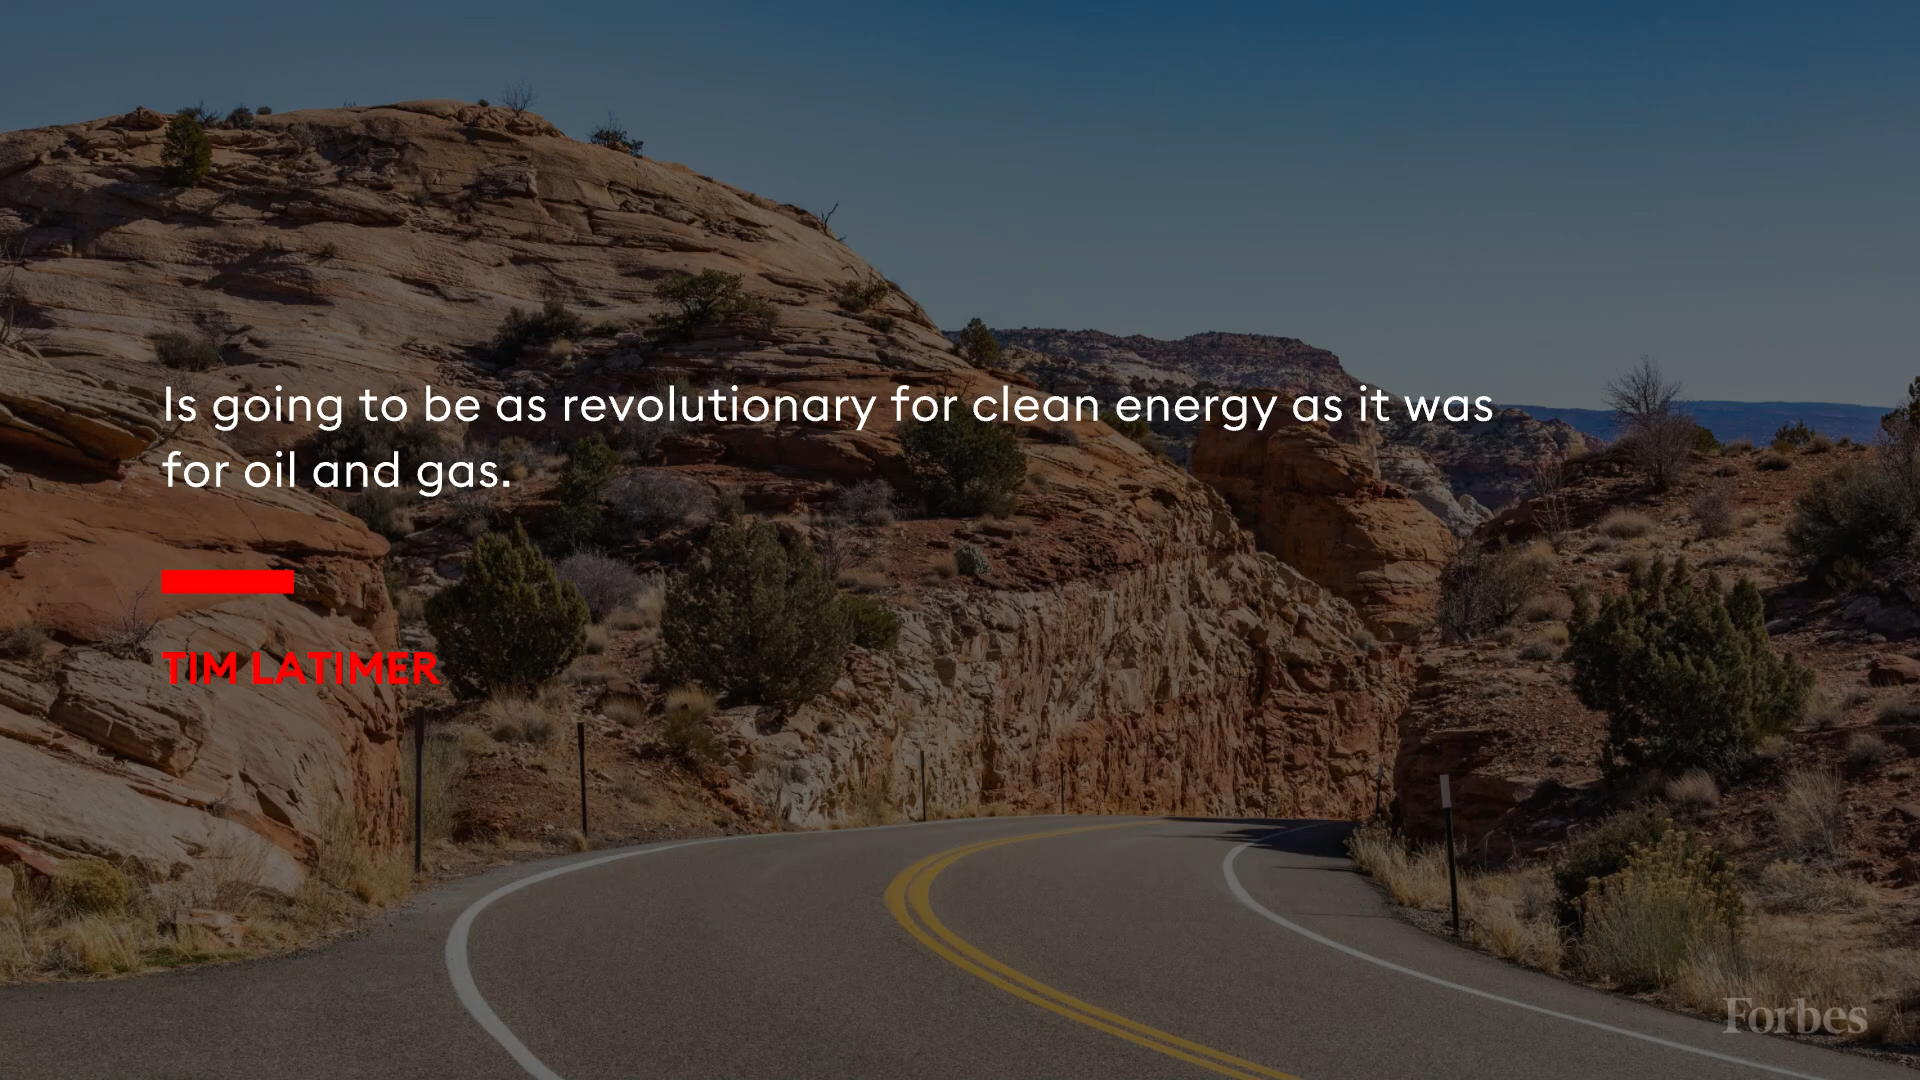 Is going to be as revolutionary for clean energy as it was
for oil and gas.
TIM LATIMER
Forbes